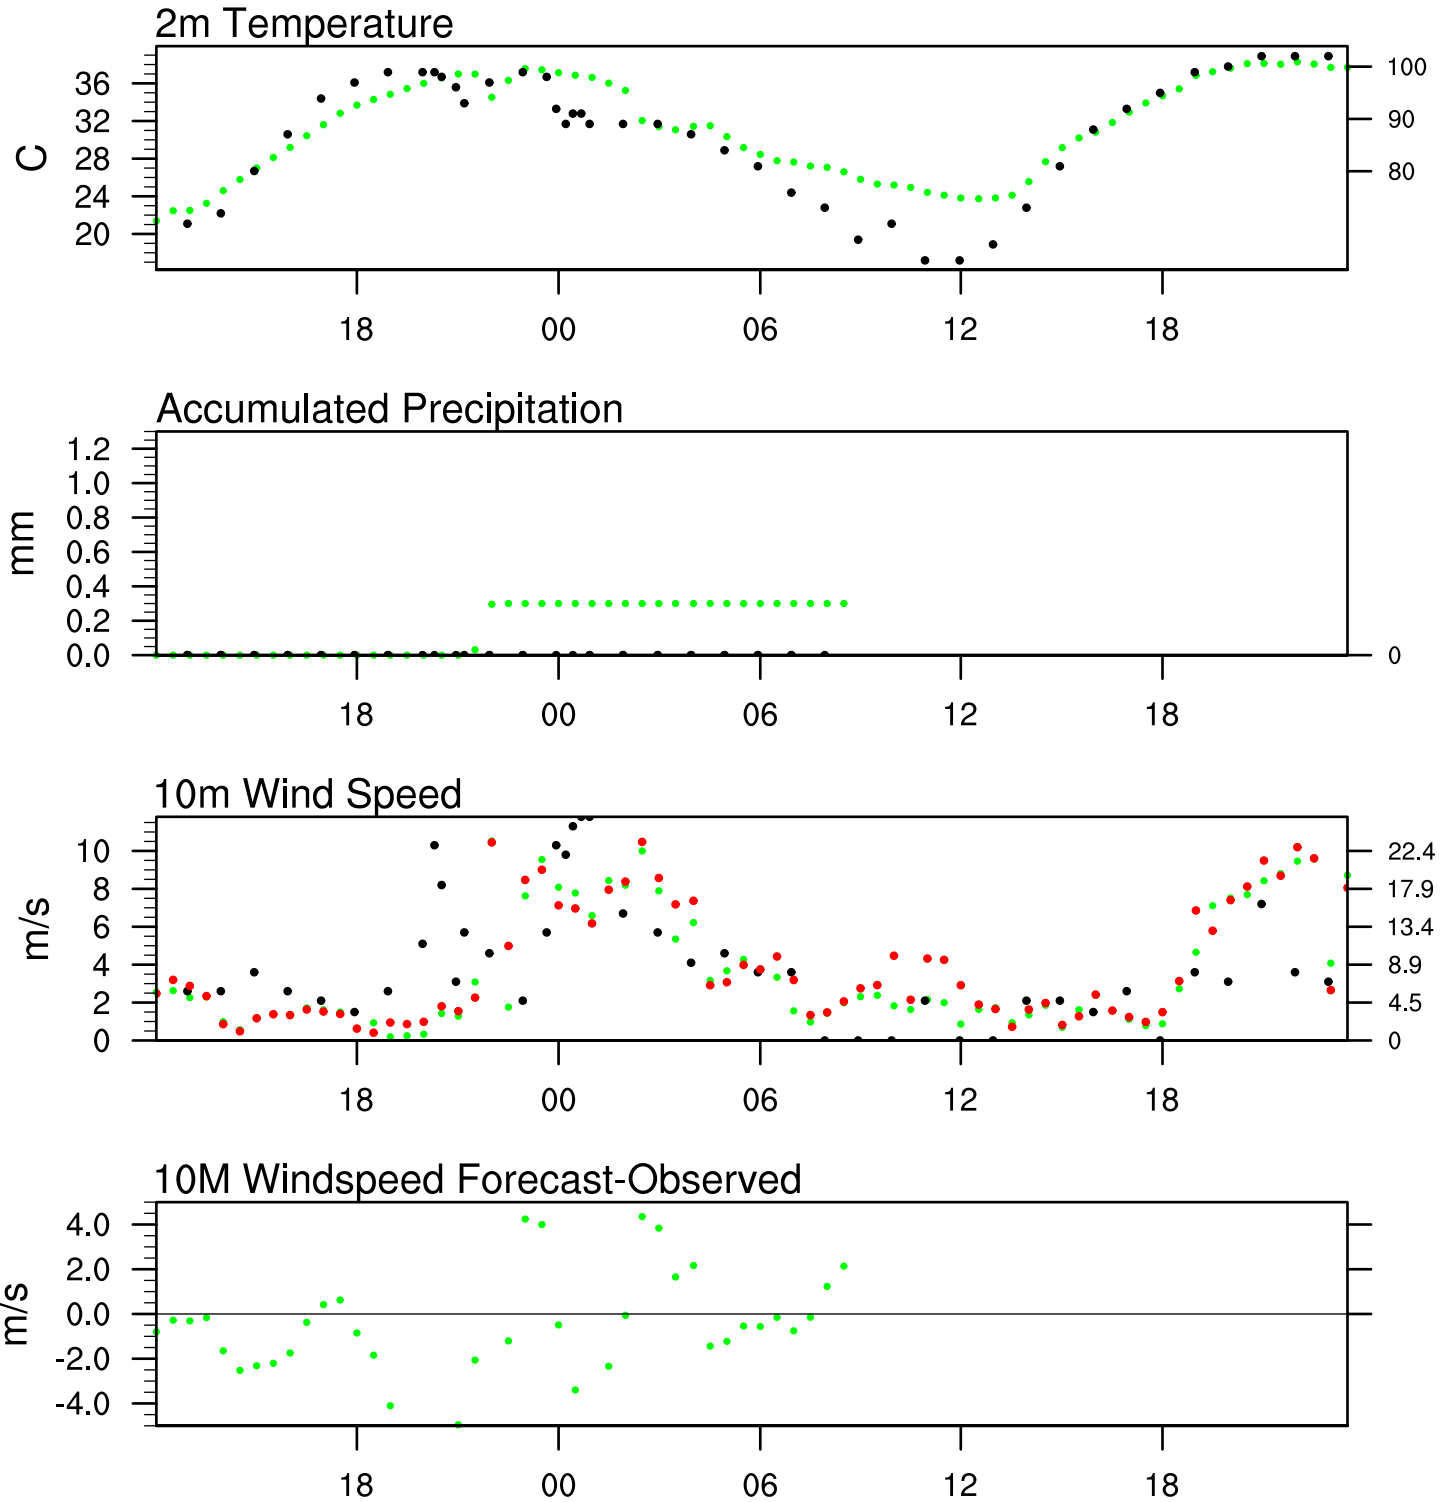 2m Temperature
36
32
28
24
20
C
100
90
80
18 00 06 12 18
Accumulated Precipitation
1.2
1.0
0.8
0.6
0.4
0.2
0.0
mm
0
18 00 06 12 18
10m Wind Speed
10
8
6
4
2
0
m/s
22.4
17.9
13.4
8.9
4.5
0
18 00 06 12 18
10M Windspeed Forecast-Observed
4.0
2.0
0.0
-2.0
-4.0
m/s
18 00 06 12 18